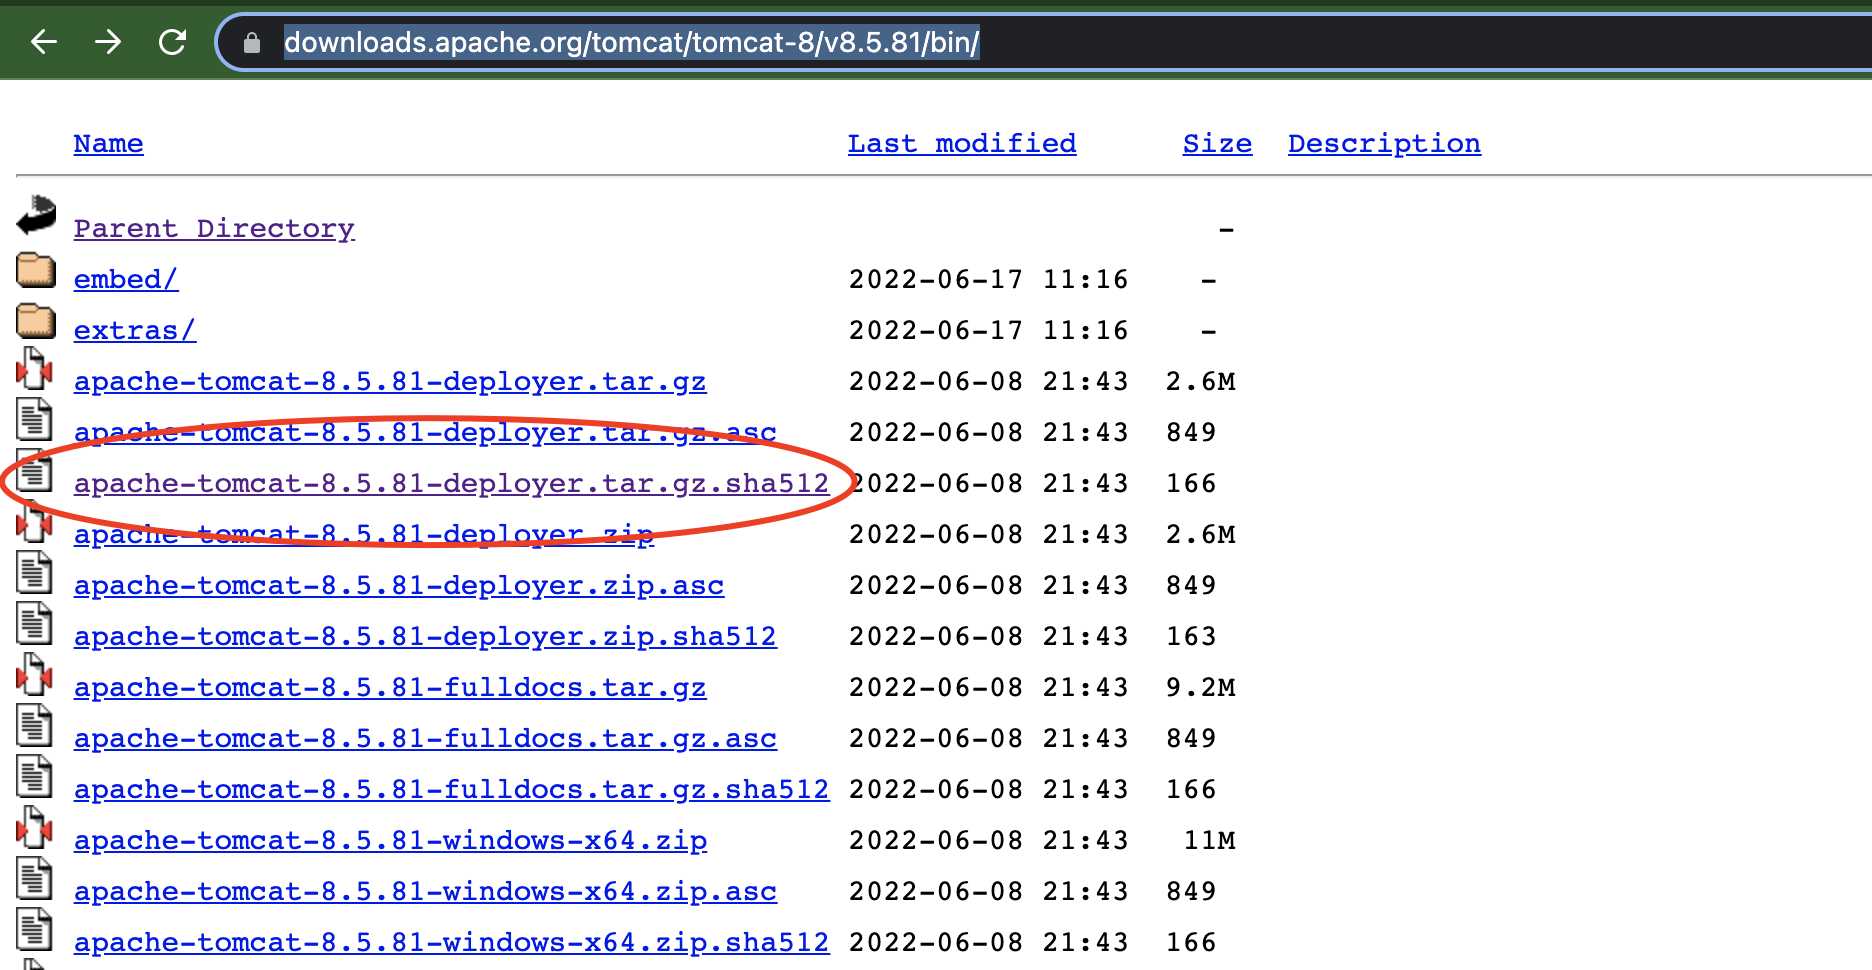 downloads.apache.org/tomcat/tomcat-8/v8.5.81/bin/
Name Last modified Size Description
Parent Directory -
embed/ 2022-06-17 11:16 -
extras/ 2022-06-17 11:16 -
apache-tomcat-8.5.81-deployer.tar.gz 2022-06-08 21:43 2.6M
apache-tomcat-8.5.81-deployer.tar.gz.asc 2022-06-08 21:43 849
apache-tomcat-8.5.81-deployer.tar.gz.sha512 2022-06-08 21:43 166
apache-tomcat-8.5.81-deployer.zip 2022-06-08 21:43 2.6M
apache-tomcat-8.5.81-deployer.zip.asc 2022-06-08 21:43 849
apache-tomcat-8.5.81-deployer.zip.sha512 2022-06-08 21:43 163
apache-tomcat-8.5.81-fulldocs.tar.gz 2022-06-08 21:43 9.2M
apache-tomcat-8.5.81-fulldocs.tar.gz.asc 2022-06-08 21:43 849
apache-tomcat-8.5.81-fulldocs.tar.gz.sha512 2022-06-08 21:43 166
apache-tomcat-8.5.81-windows-x64.zip 2022-06-08 21:43 11M
apache-tomcat-8.5.81-windows-x64.zip.asc 2022-06-08 21:43 849
apache-tomcat-8.5.81-windows-x64.zip.sha512 2022-06-08 21:43 166